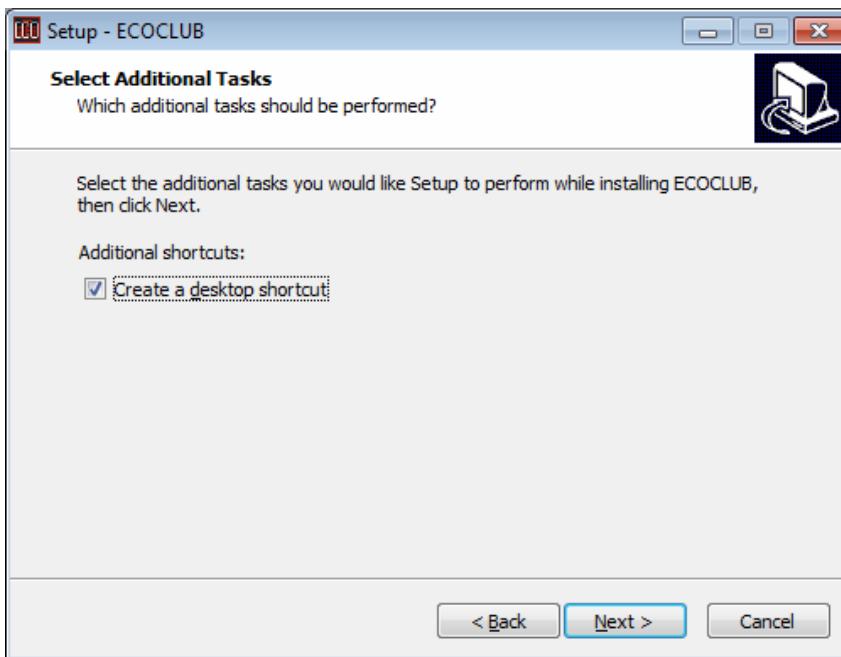 Setup - ECOCLUB
Select Additional Tasks
Which additional tasks should be performed?
Select the additional tasks you would like Setup to perform while installing ECOCLUB,
then click Next.
Additional shortcuts:
Create a desktop shortcut
< Back Next > Cancel